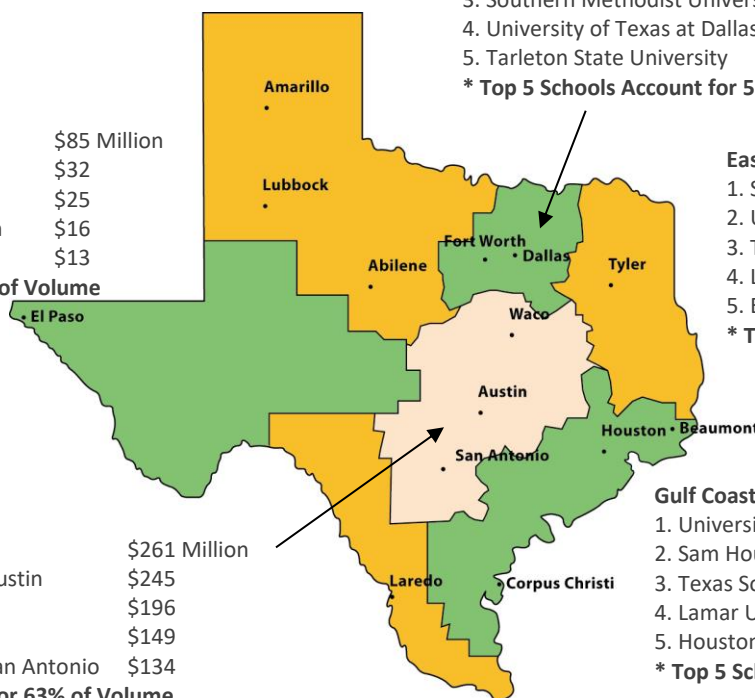 3. Southern Methodist Univers
4. University of Texas at Dallas
5. Tarleton State University
* Top 5 Schools Account for 5
$85 Million
$32
$25
$16
$13
of Volume
Eas
1. S
2. U
3. T
4. L
5. E
* T
Amarillo
Lubbock
Abilene
Fort Worth
Dallas
Tyler
El Paso
Waco
Austin
San Antonio
Houston
Beaumont
Laredo
Corpus Christi
Gulf Coast
1. Universi
2. Sam Hou
3. Texas So
4. Lamar U
5. Houston
* Top 5 Sch
$261 Million
ustin $245
$196
$149
an Antonio $134
or 63% of Volume